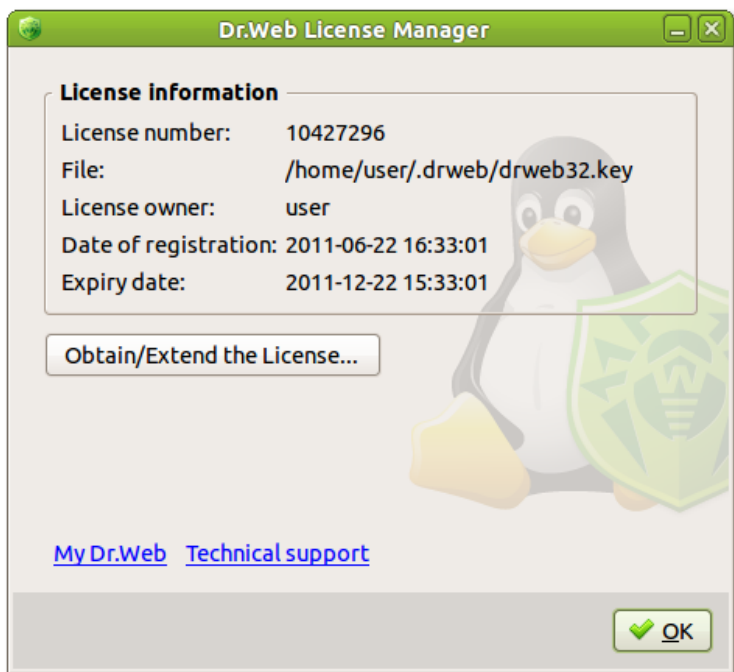 Dr.Web License Manager
License information
License number: 10427296
File: /home/user/.drweb/drweb32.key
License owner: user
Date of registration: 2011-06-22 16:33:01
Expiry date: 2011-12-22 15:33:01
Obtain/Extend the License...
W
My Dr.Web Technical support
OK